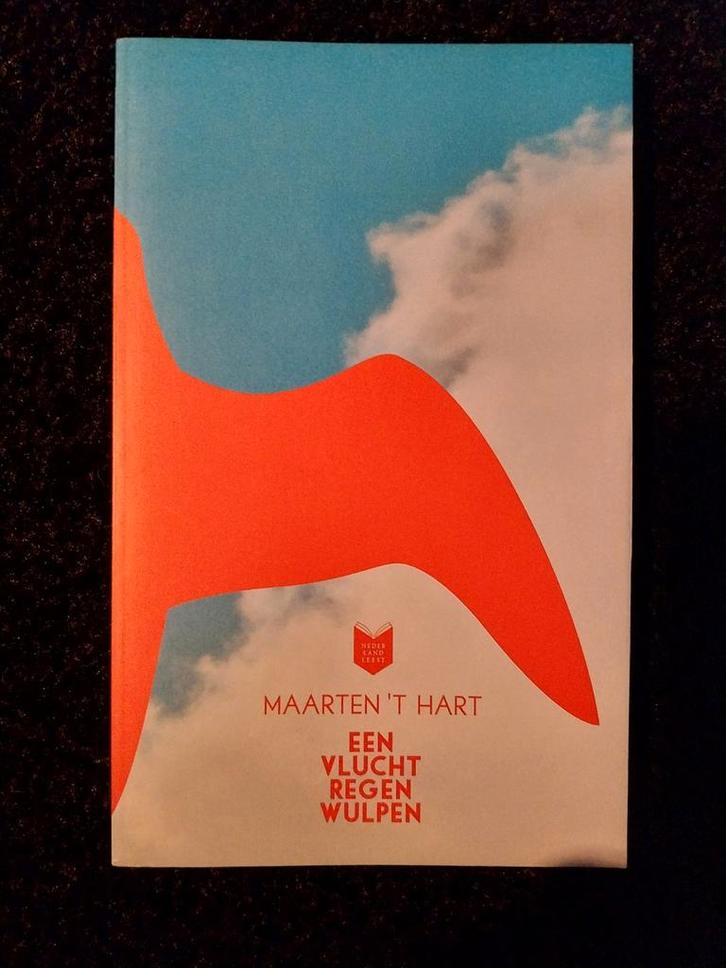 NEDER
LAND
LEEST
MAARTEN 'T HART
EEN
VLUCHT
REGEN
WULPEN